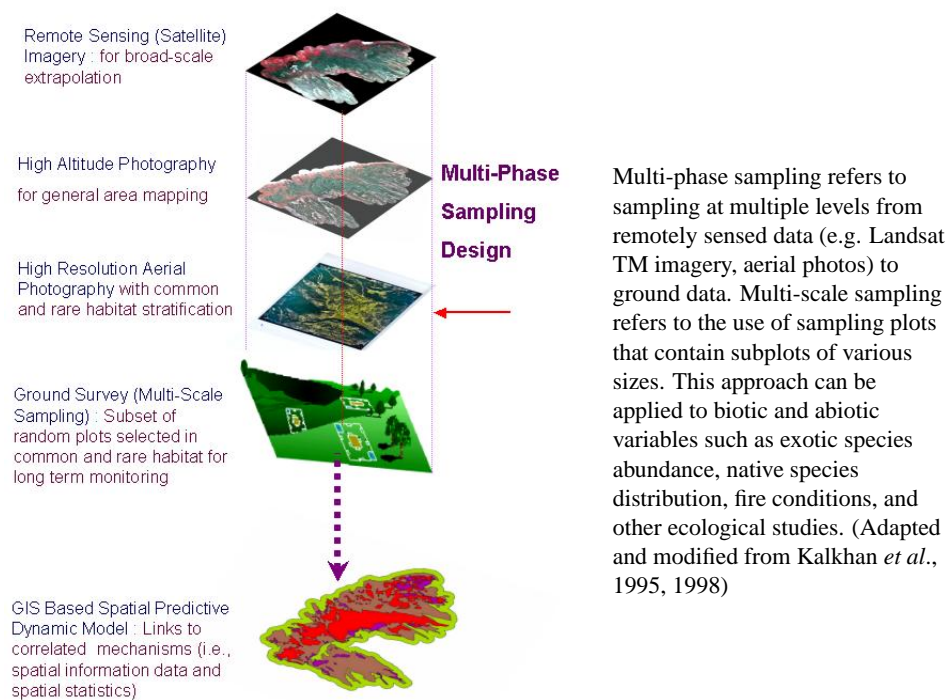 Remote Sensing (Satellite)
Imagery : for broad-scale
extrapolation
High Altitude Photography
for general area mapping
High Resolution Aerial
Photography with common
and rare habitat stratification
Ground Survey (Multi-Scale
Sampling) : Subset of
random plots selected in
common and rare habitat for
long term monitoring
GIS Based Spatial Predictive
Dynamic Model : Links to
correlated mechanisms (i.e.,
spatial information data and
spatial statistics)
Multi-Phase
Sampling
Design
Multi-phase sampling refers to
sampling at multiple levels from
remotely sensed data (e.g. Landsat
TM imagery, aerial photos) to
ground data. Multi-scale sampling
refers to the use of sampling plots
that contain subplots of various
sizes. This approach can be
applied to biotic and abiotic
variables such as exotic species
abundance, native species
distribution, fire conditions, and
other ecological studies. (Adapted
and modified from Kalkhan et al.,
1995, 1998)